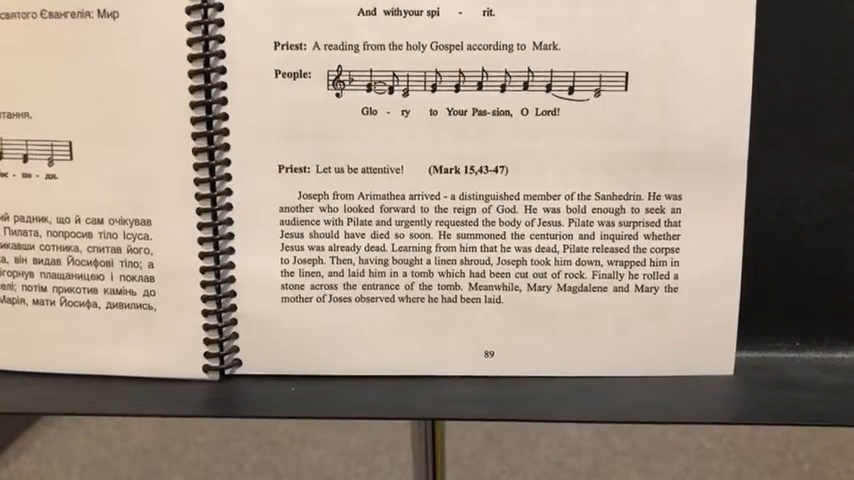 святого Євангелія: Мир
тання.
ос - по - ди.
ий радник, що й сам очікував
Пилата, попросив тіло Ісуса.
икавши сотника, спитав його,
а, він видав Йосифові тіло; а
горнув плащаницею і поклав
елі; потім прикотив камінь до
Марія, мати Йосифа, дивились,
And with your spi - rit.
Priest: A reading from the holy Gospel according to Mark.
People:
Glo - ry to Your Pas-sion, O Lord!
Priest: Let us be attentive! (Mark 15,43-47)
Joseph from Arimathea arrived - a distinguished member of the Sanhedrin. He was
another who looked forward to the reign of God. He was bold enough to seek an
audience with Pilate and urgently requested the body of Jesus. Pilate was surprised that
Jesus should have died so soon. He summoned the centurion and inquired whether
Jesus was already dead. Learning from him that he was dead, Pilate released the corpse
to Joseph. Then, having bought a linen shroud, Joseph took him down, wrapped him in
the linen, and laid him in a tomb which had been cut out of rock. Finally he rolled a
stone across the entrance of the tomb. Meanwhile, Mary Magdalene and Mary the
mother of Joses observed where he had been laid.
89